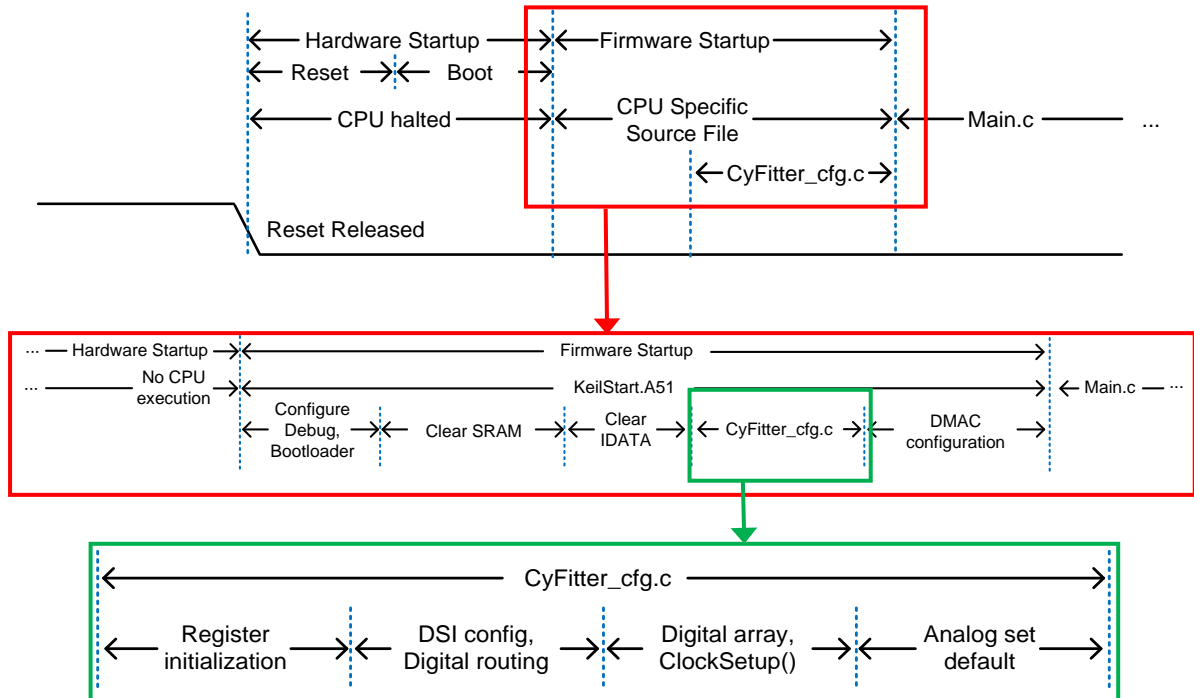 Hardware Startup Firmware Startup
Reset Boot
CPU halted CPU Specific Main.c ...
Source File
CyFitter_cfg.c
Reset Released
... Hardware Startup Firmware Startup
... No CPU KeilStart.A51 Main.c ...
execution
Configure Clear SRAM Clear CyFitter_cfg.c DMAC
Debug, IDATA configuration
Bootloader
CyFitter_cfg.c
Register DSI config, Digital array, Analog set
initialization Digital routing ClockSetup() default